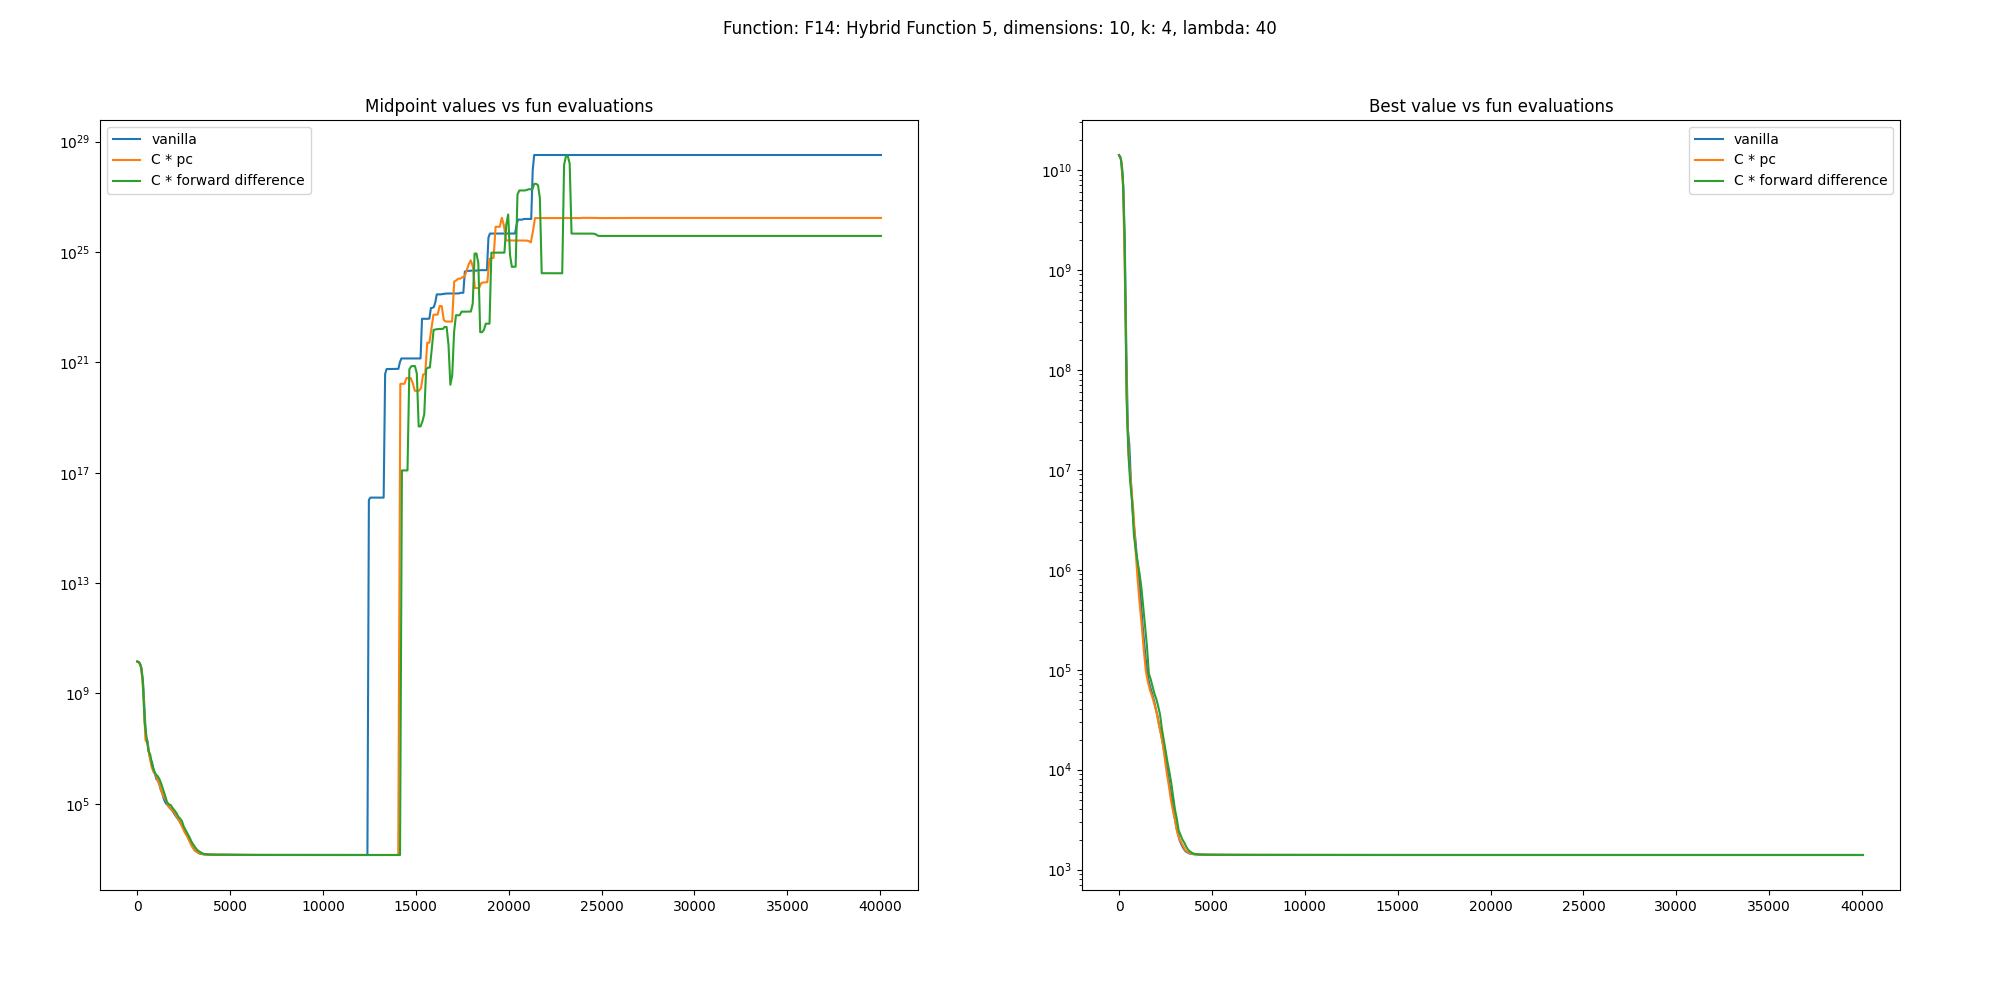 Function: F14: Hybrid Function 5, dimensions: 10, k: 4, lambda: 40
Midpoint values vs fun evaluations
vanilla
C * pc
C * forward difference
10^29
10^25
10^21
10^17
10^13
10^9
10^5
0 5000 10000 15000 20000 25000 30000 35000 40000
Best value vs fun evaluations
vanilla
C * pc
C * forward difference
10^10
10^9
10^8
10^7
10^6
10^5
10^4
10^3
0 5000 10000 15000 20000 25000 30000 35000 40000